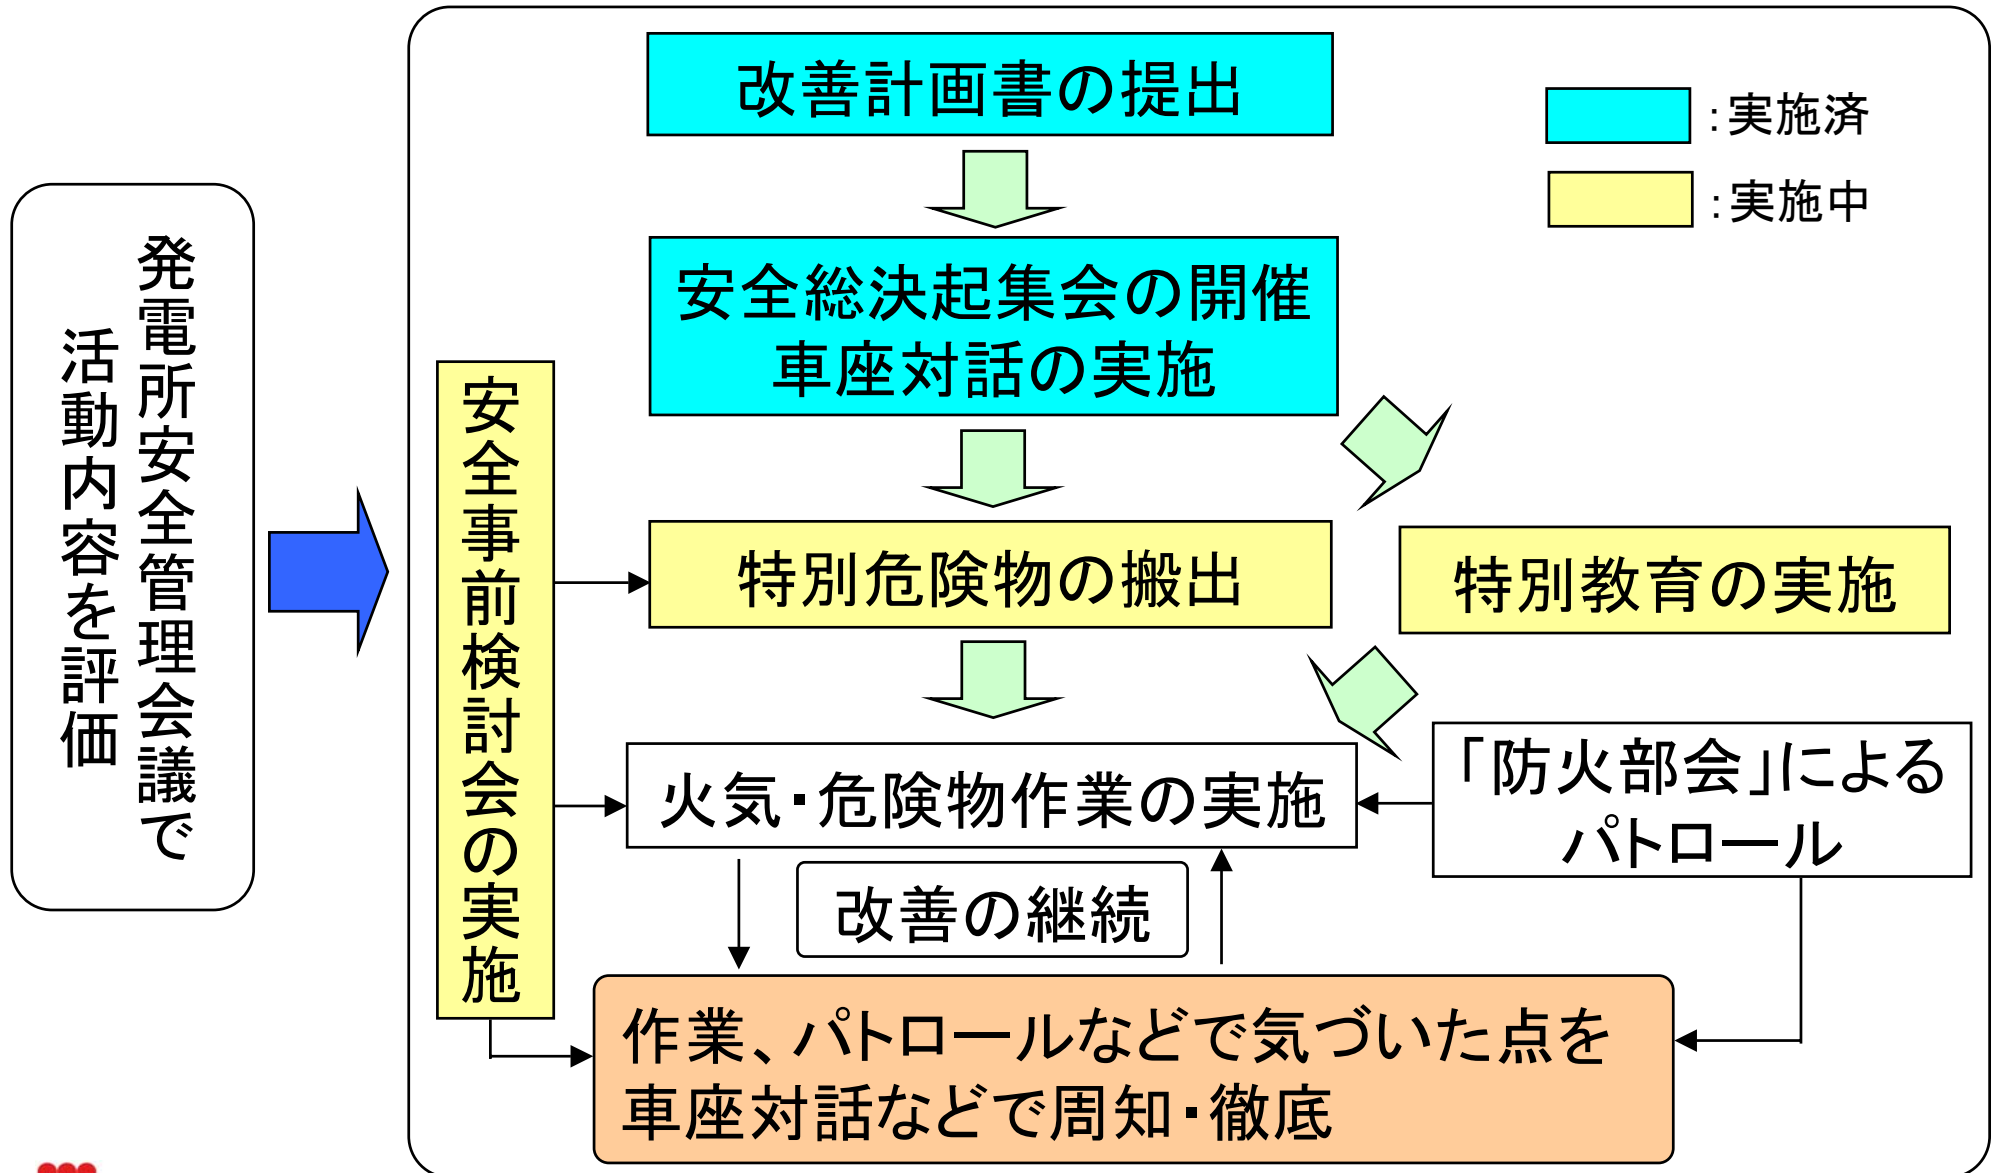 発電所安全管理会議で
活動内容を評価
改善計画書の提出
:実施済
:実施中
安全総決起集会の開催
車座対話の実施
安全事前検討会の実施
特別危険物の搬出
特別教育の実施
火気・危険物作業の実施
「防火部会」による
パトロール
改善の継続
作業、パトロールなどで気づいた点を
車座対話などで周知・徹底